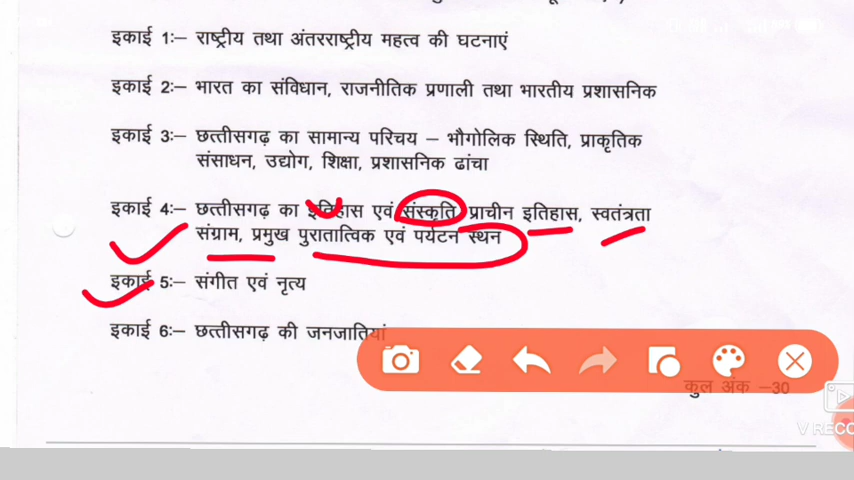 इकाई 1:– राष्ट्रीय तथा अंतरराष्ट्रीय महत्व की घटनाएं
इकाई 2:– भारत का संविधान, राजनीतिक प्रणाली तथा भारतीय प्रशासनिक
इकाई 3:– छत्तीसगढ़ का सामान्य परिचय – भौगोलिक स्थिति, प्राकृतिक
संसाधन, उद्योग, शिक्षा, प्रशासनिक ढांचा
इकाई 4:– छत्तीसगढ़ का इतिहास एवं संस्कृति प्राचीन इतिहास, स्वतंत्रता
संग्राम, प्रमुख पुरातात्विक एवं पर्यटन स्थन
इकाई 5:– संगीत एवं नृत्य
इकाई 6:– छत्तीसगढ़ की जनजातियां
कुल अंक –30
V RECO